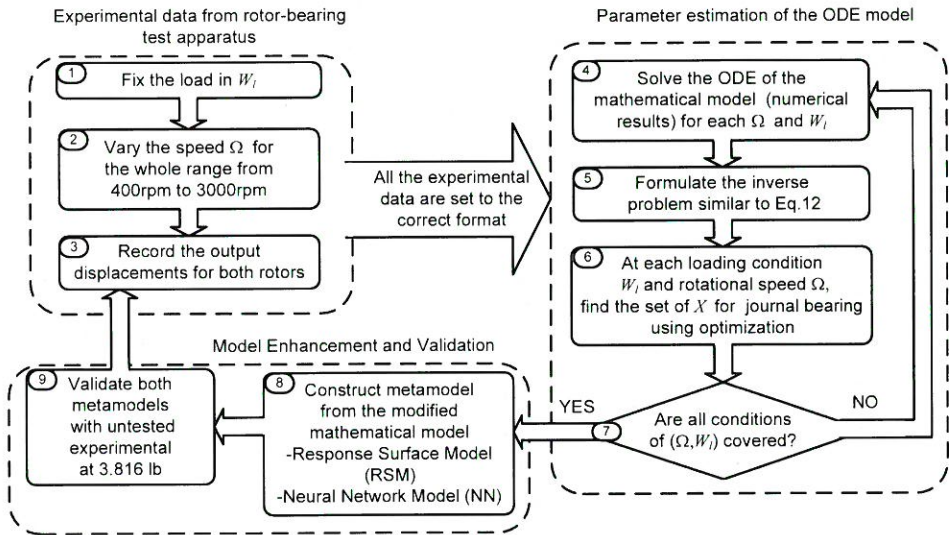 Experimental data from rotor-bearing
test apparatus
1
Fix the load in Wl
2
Vary the speed Ω for
the whole range from
400rpm to 3000rpm
3
Record the output
displacements for both rotors
All the experimental
data are set to the
correct format
Parameter estimation of the ODE model
4
Solve the ODE of the
mathematical model (numerical
results) for each Ω and Wl
5
Formulate the inverse
problem similar to Eq.12
6
At each loading condition
Wl and rotational speed Ω,
find the set of X for journal bearing
using optimization
YES
7
Are all conditions
of (Ω,Wl) covered?
NO
Model Enhancement and Validation
8
Construct metamodel
from the modified
mathematical model
-Response Surface Model
(RSM)
-Neural Network Model (NN)
9
Validate both
metamodels
with untested
experimental
at 3.816 lb